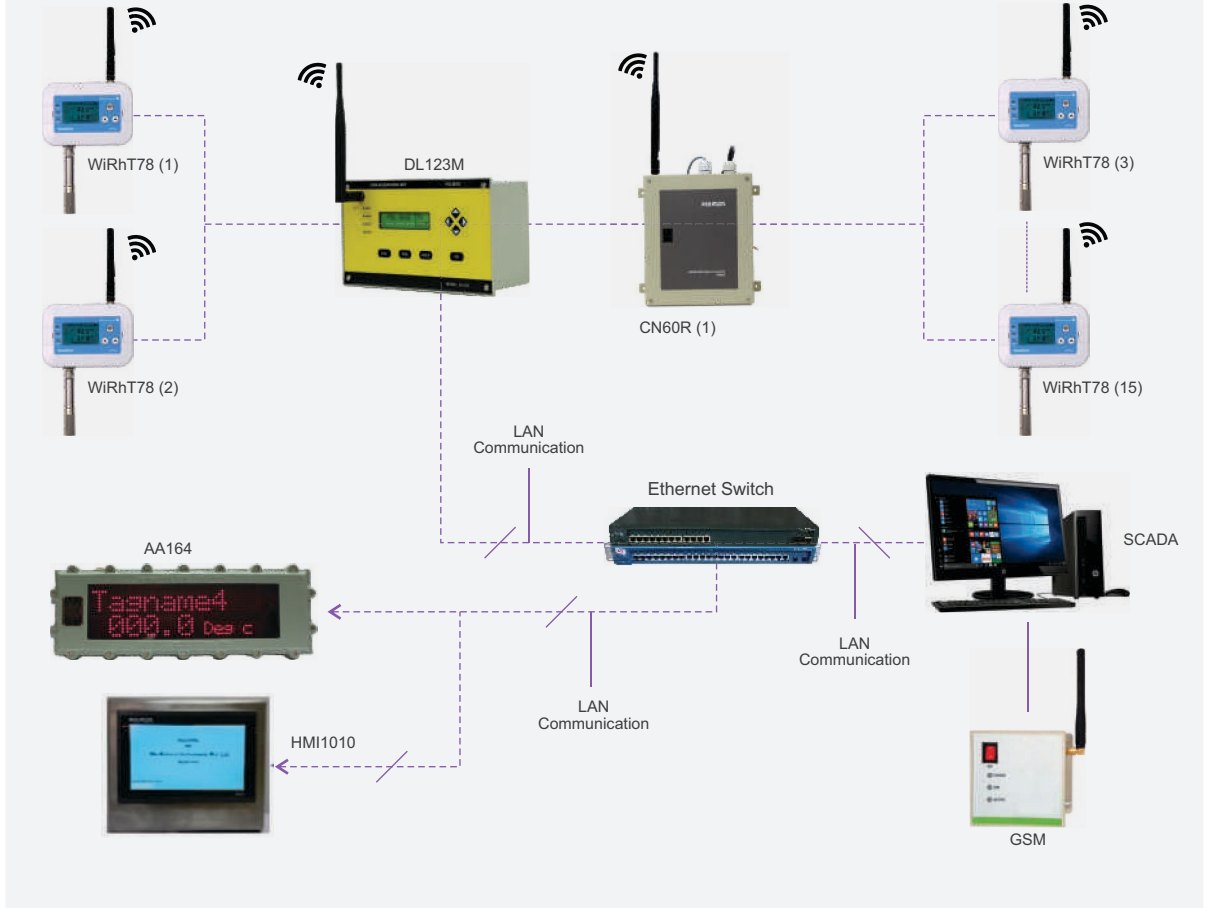 WiRhT78 (1)
DL123M
WiRhT78 (3)
WiRhT78 (2)
CN60R (1)
WiRhT78 (15)
LAN
Communication
Ethernet Switch
SCADA
AA164
Tagname4
000.0 Deg c
LAN
Communication
LAN
Communication
HMI1010
GSM